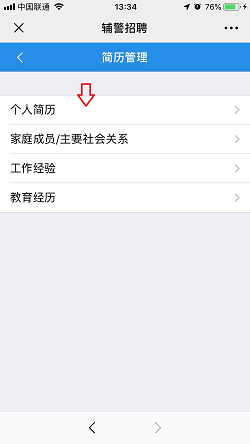 中国联通 13:34 76%
辅警招聘
简历管理
个人简历
家庭成员/主要社会关系
工作经验
教育经历